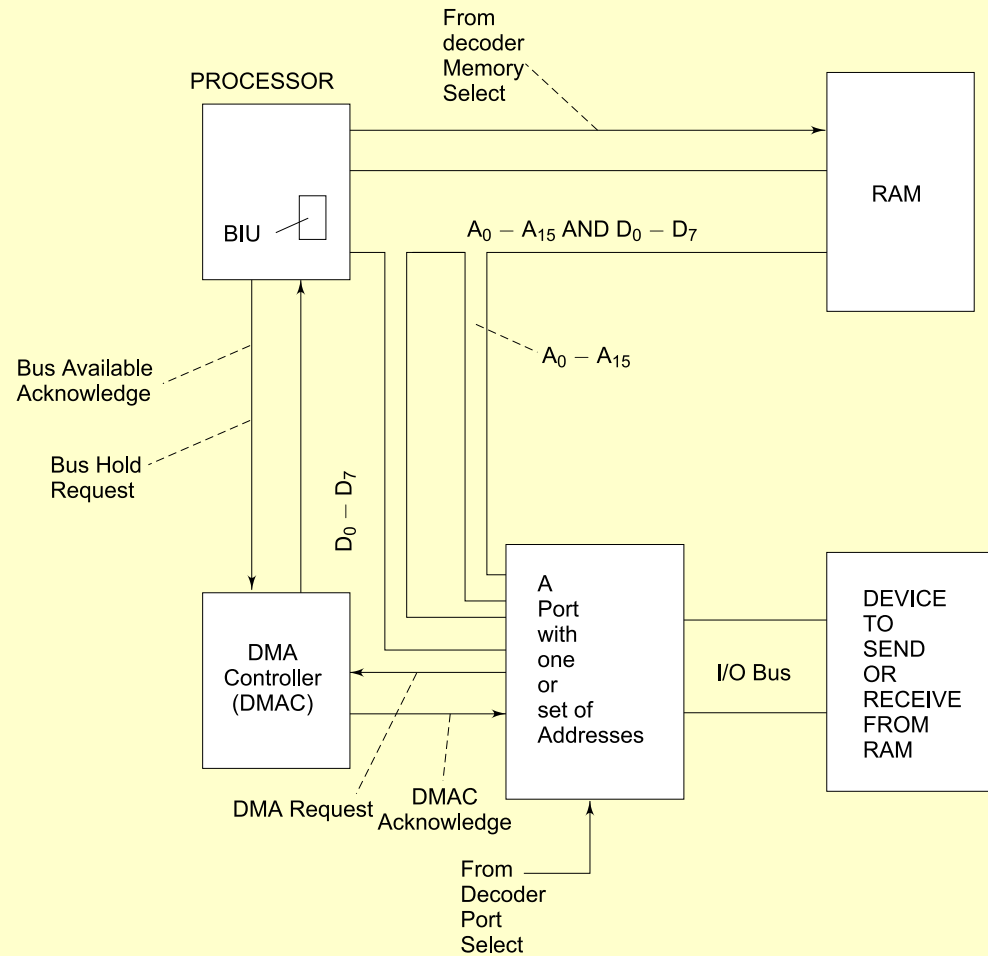 From
decoder
Memory
Select
PROCESSOR
BIU
RAM
A₀ – A₁₅ AND D₀ – D₇
A₀ – A₁₅
Bus Available
Acknowledge
Bus Hold
Request
D₀ – D₇
DMA
Controller
(DMAC)
A
Port
with
one
or
set of
Addresses
I/O Bus
DEVICE
TO
SEND
OR
RECEIVE
FROM
RAM
DMA Request
DMAC
Acknowledge
From
Decoder
Port
Select